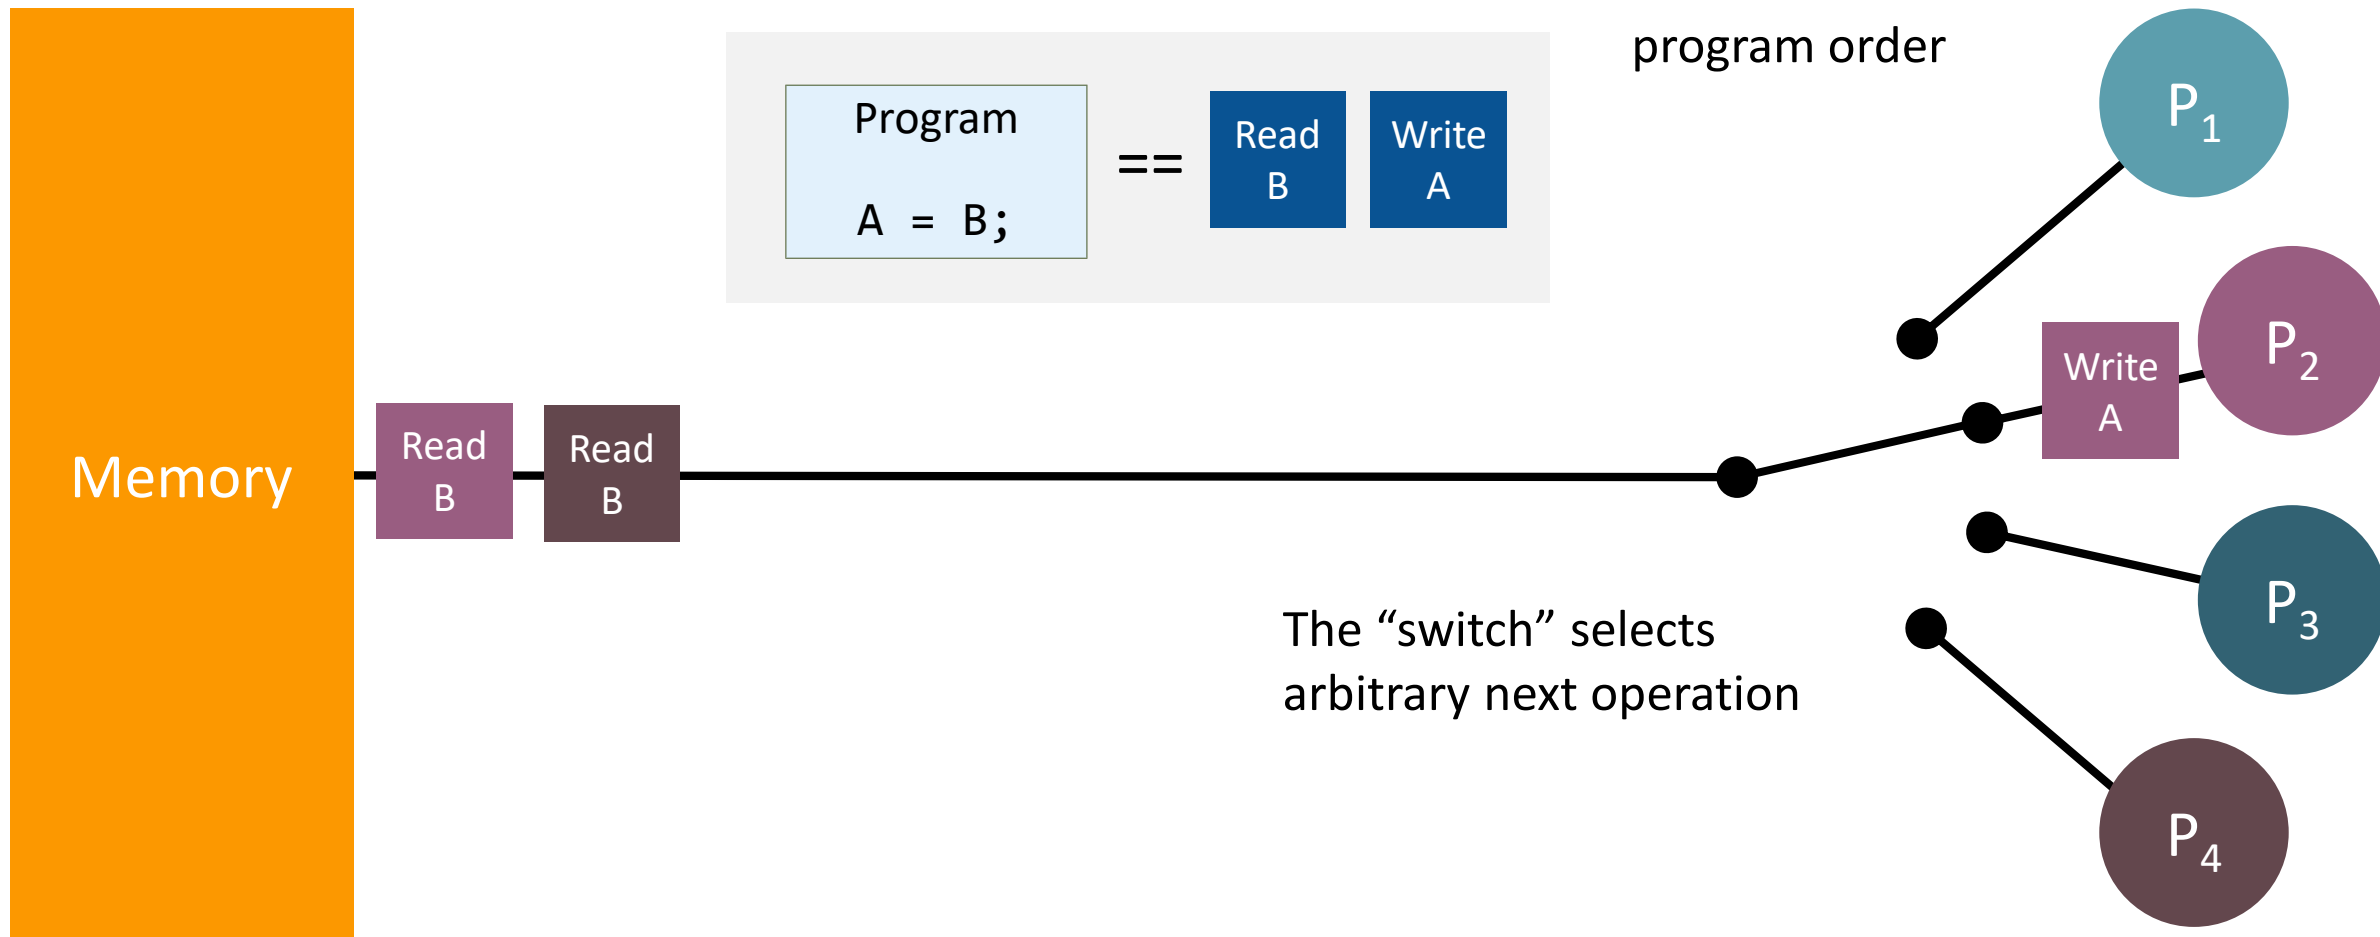 program order
Program
A = B;
==
Read
B
Write
A
P1
P2
P3
P4
Write
A
Memory
Read
B
Read
B
The “switch” selects
arbitrary next operation